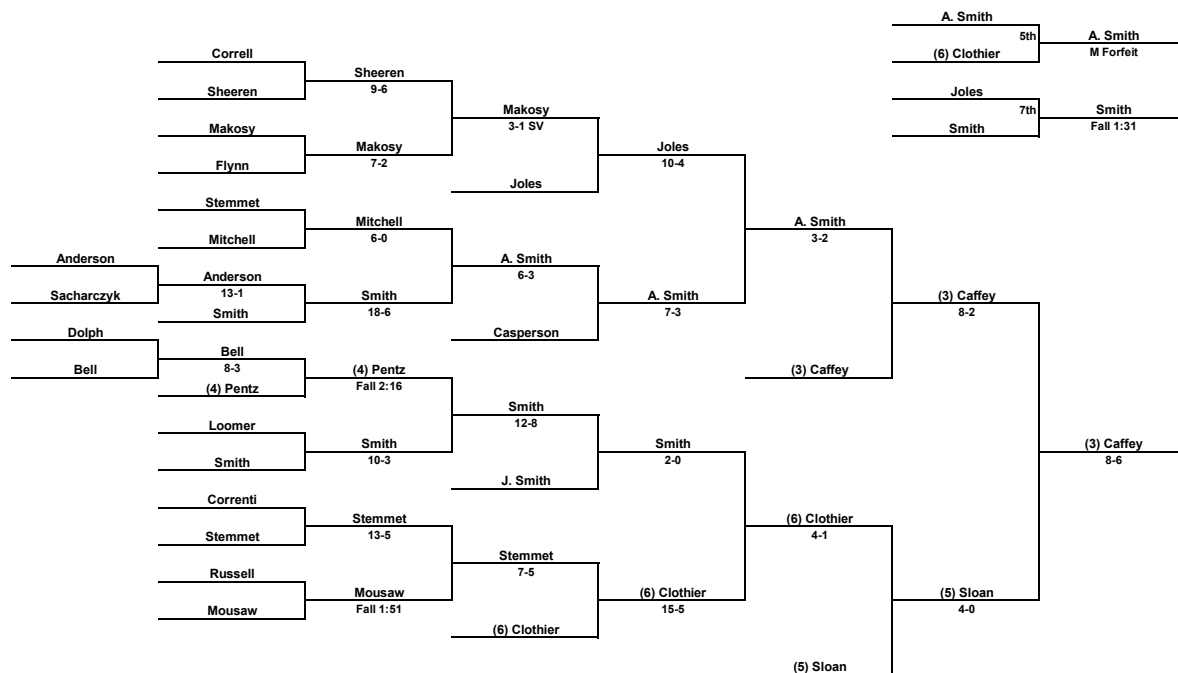 A. Smith
5th
A. Smith
(6) Clothier
M Forfeit
Joles
7th
Smith
Smith
Fall 1:31
Correll
Sheeren
Sheeren
9-6
Makosy
3-1 SV
Makosy
Makosy
Flynn
7-2
Joles
10-4
Joles
Stemmet
Mitchell
Mitchell
6-0
A. Smith
3-2
Anderson
Anderson
A. Smith
6-3
Sacharczyk
13-1
Smith
Smith
18-6
A. Smith
7-3
(3) Caffey
8-2
Casperson
Dolph
Bell
Bell
8-3
(4) Pentz
(4) Pentz
Fall 2:16
(3) Caffey
Smith
12-8
Loomer
Smith
Smith
10-3
Smith
2-0
(3) Caffey
8-6
J. Smith
Correnti
Stemmet
Stemmet
13-5
(6) Clothier
4-1
Stemmet
7-5
Russell
Mousaw
Mousaw
Fall 1:51
(6) Clothier
15-5
(5) Sloan
4-0
(6) Clothier
(5) Sloan